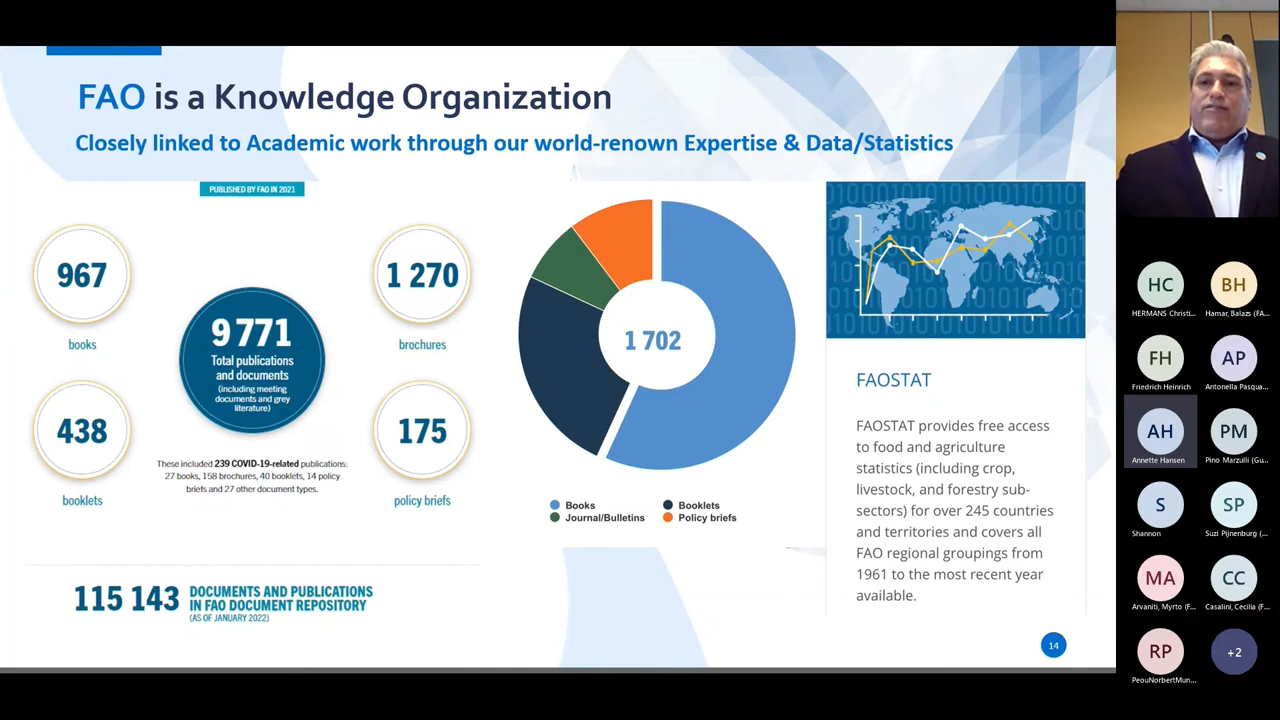 FAO is a Knowledge Organization
Closely linked to Academic work through our world-renown Expertise & Data/Statistics
PUBLISHED BY FAO IN 2021
967
books
1 270
brochures
9 771
Total publications
and documents
(including meeting
documents and grey
literature)
438
booklets
175
policy briefs
These included 239 COVID-19-related publications:
27 books, 158 brochures, 40 booklets, 14 policy
briefs and 27 other document types.
115 143
DOCUMENTS AND PUBLICATIONS
IN FAO DOCUMENT REPOSITORY
(AS OF JANUARY 2022)
1 702
Books
Booklets
Journal/Bulletins
Policy briefs
FAOSTAT
FAOSTAT provides free access
to food and agriculture
statistics (including crop,
livestock, and forestry sub-
sectors) for over 245 countries
and territories and covers all
FAO regional groupings from
1961 to the most recent year
available.
14
HC
HERMANS Christi...
BH
Hamar, Balazs (FA...
FH
Friedrich Heinrich
AP
Antonella Pasqua...
AH
Annette Hansen
PM
Pino Marzulli (Gu...
S
Shannon
SP
Suzi Pijnenburg (...
MA
Arvaniti, Myrto (F...
CC
Casalini, Cecilia (F...
RP
PeouNorbertMun...
+2